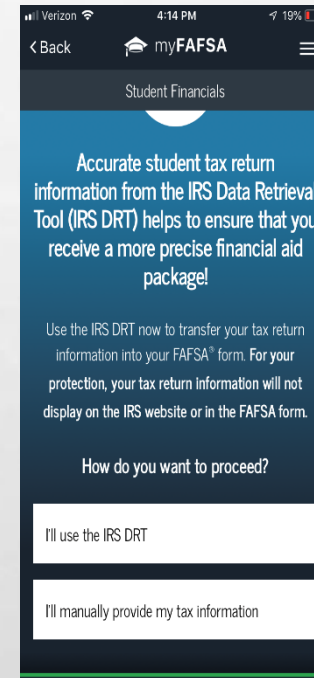 Verizon 4:14 PM 19%
Back myFAFSA
Student Financials
Accurate student tax return
information from the IRS Data Retrieval
Tool (IRS DRT) helps to ensure that you
receive a more precise financial aid
package!
Use the IRS DRT now to transfer your tax return
information into your FAFSA® form. For your
protection, your tax return information will not
display on the IRS website or in the FAFSA form.
How do you want to proceed?
I'll use the IRS DRT
I'll manually provide my tax information